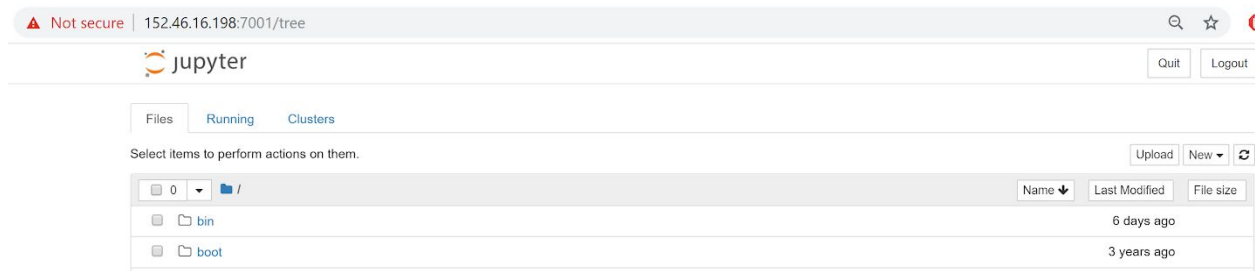 Not secure | 152.46.16.198:7001/tree
jupyter Quit Logout
Files Running Clusters
Select items to perform actions on them. Upload New
0 / Name Last Modified File size
bin 6 days ago
boot 3 years ago